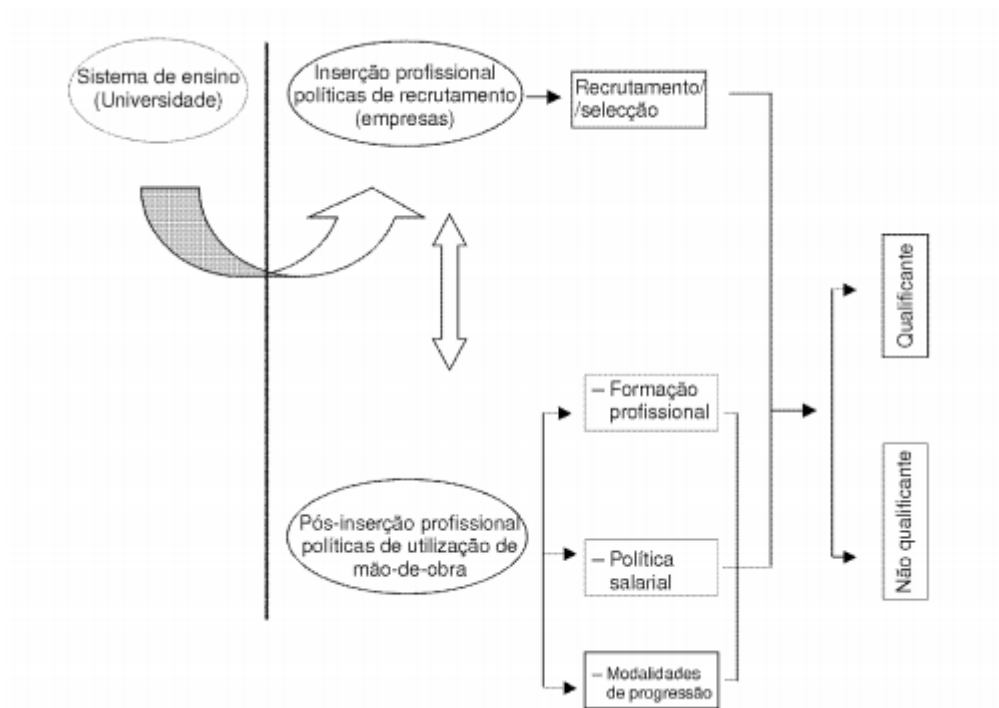 Sistema de ensino
(Universidade)
Inserção profissional
políticas de recrutamento
(empresas)
Recrutamento/
/selecção
Qualificante
– Formação
profissional
Pós-inserção profissional
políticas de utilização de
mão-de-obra
– Política
salarial
Não qualificante
– Modalidades
de progressão